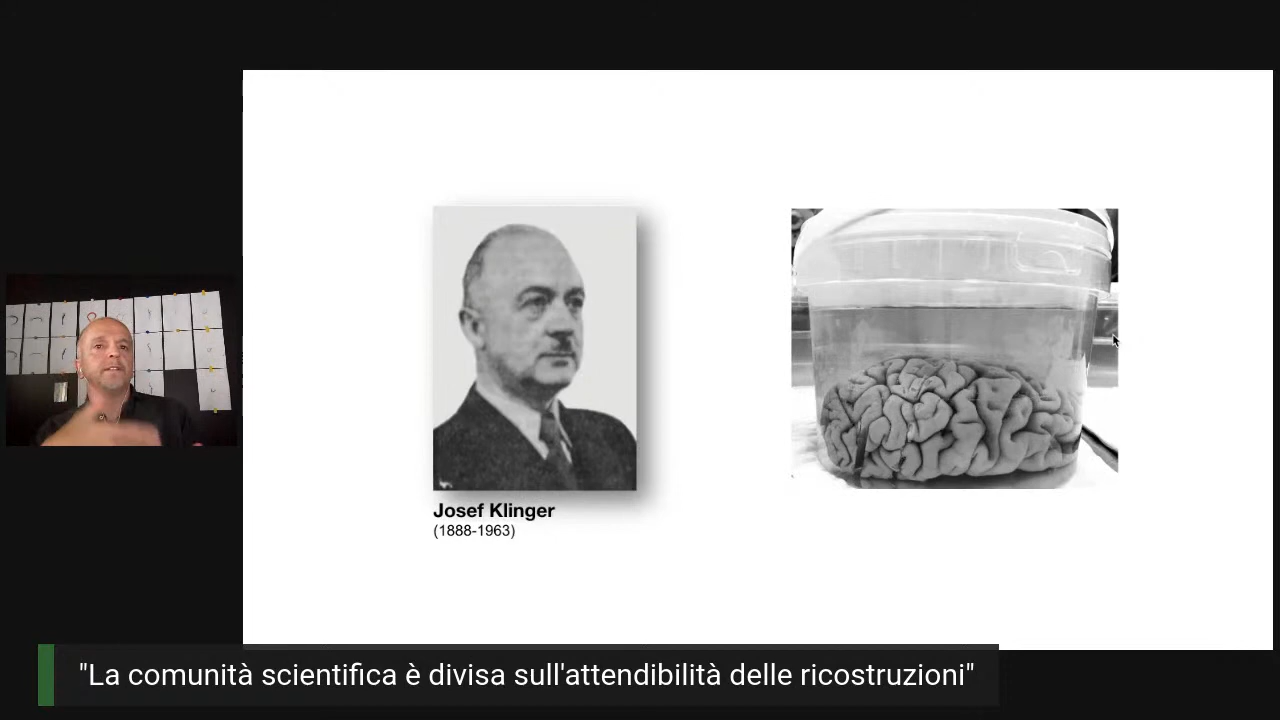 Josef Klinger
(1888-1963)
"La comunità scientifica è divisa sull'attendibilità delle ricostruzioni"